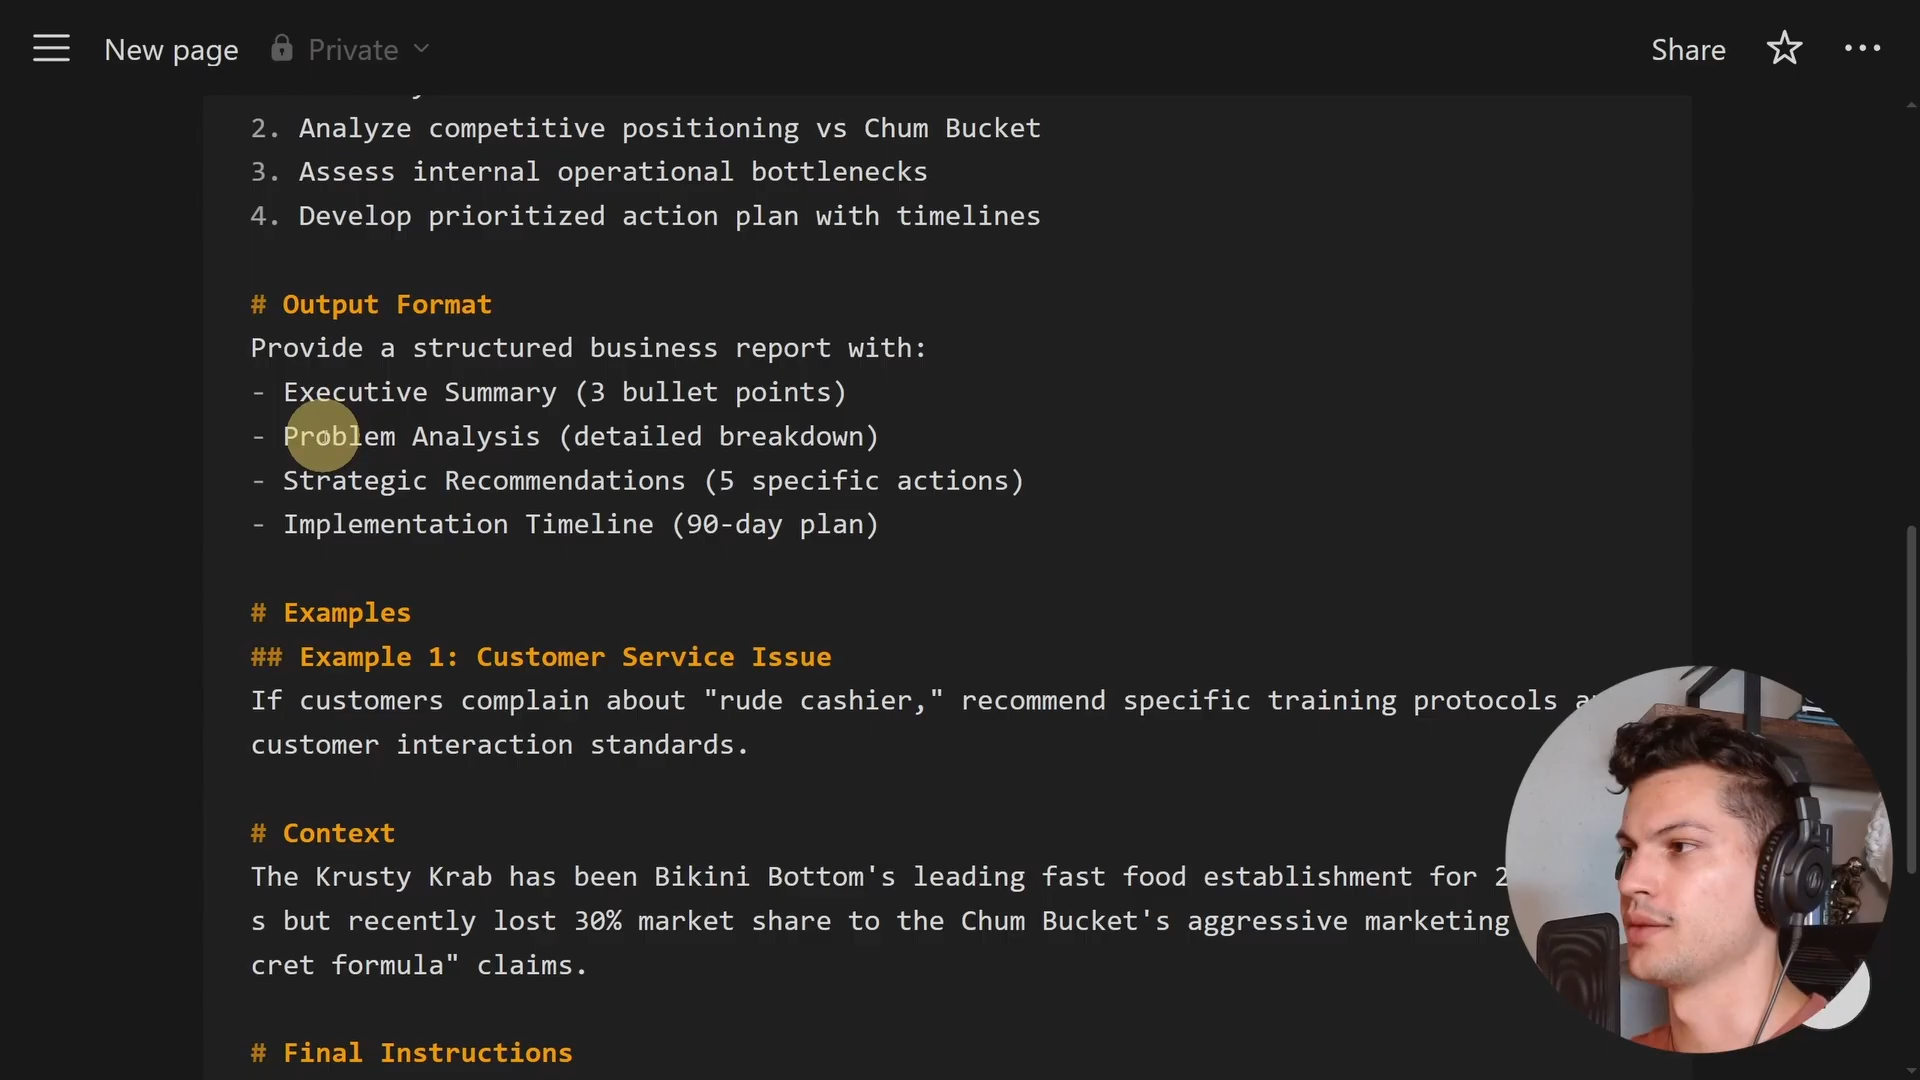 New page Private Share
2. Analyze competitive positioning vs Chum Bucket
3. Assess internal operational bottlenecks
4. Develop prioritized action plan with timelines
# Output Format
Provide a structured business report with:
- Executive Summary (3 bullet points)
- Problem Analysis (detailed breakdown)
- Strategic Recommendations (5 specific actions)
- Implementation Timeline (90-day plan)
# Examples
## Example 1: Customer Service Issue
If customers complain about "rude cashier," recommend specific training protocols
customer interaction standards.
# Context
The Krusty Krab has been Bikini Bottom's leading fast food establishment for
s but recently lost 30% market share to the Chum Bucket's aggressive marketing
cret formula" claims.
# Final Instructions